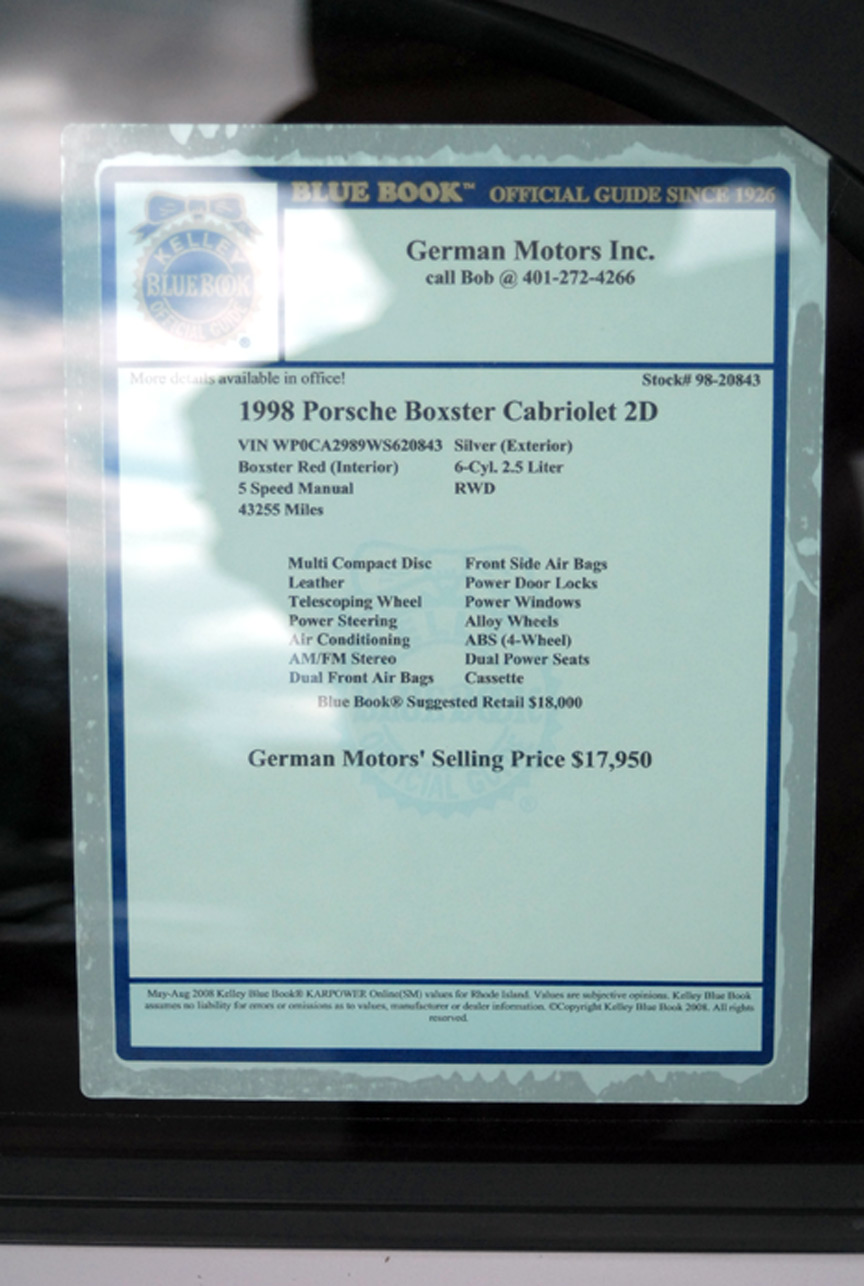 BLUE BOOK™ OFFICIAL GUIDE SINCE 1926
KELLEY
BLUE BOOK
OFFICIAL GUIDE
®
German Motors Inc.
call Bob @ 401-272-4266
More details available in office! Stock# 98-20843
1998 Porsche Boxster Cabriolet 2D
VIN WP0CA2989WS620843 Silver (Exterior)
Boxster Red (Interior) 6-Cyl. 2.5 Liter
5 Speed Manual RWD
43255 Miles
Multi Compact Disc Front Side Air Bags
Leather Power Door Locks
Telescoping Wheel Power Windows
Power Steering Alloy Wheels
Air Conditioning ABS (4-Wheel)
AM/FM Stereo Dual Power Seats
Dual Front Air Bags Cassette
Blue Book® Suggested Retail $18,000
German Motors' Selling Price $17,950
May-Aug 2008 Kelley Blue Book® KARPOWER Online(SM) values for Rhode Island. Values are subjective opinions. Kelley Blue Book
assumes no liability for errors or omissions as to values, manufacturer or dealer information. ©Copyright Kelley Blue Book 2008. All rights
reserved.